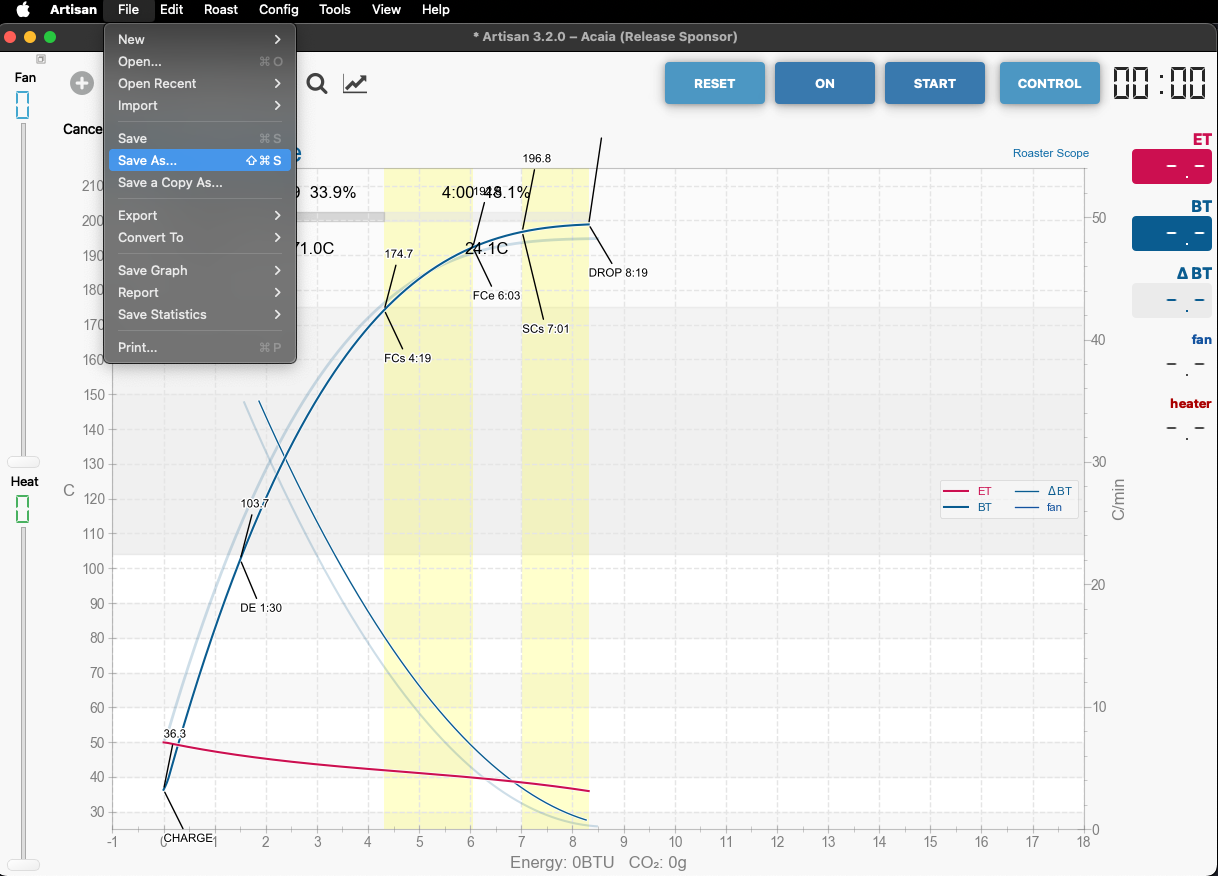 Artisan File Edit Roast Config Tools View Help
* Artisan 3.2.0 – Acaia (Release Sponsor)
New
Open... ⌘ O
Open Recent
Import
Save ⌘ S
Save As... ⇧ ⌘ S
Save a Copy As...
Export
Convert To
Save Graph
Report
Save Statistics
Print... ⌘ P
Fan
0
Heat
0
RESET ON START CONTROL 00:00
Cance
e
Roaster Scope
9 33.9% 4:00 48.1%
71.0C 24.1C
196.8
174.7
103.7
36.3
DROP 8:19
FCe 6:03
SCs 7:01
FCs 4:19
DE 1:30
CHARGE
210
200
190
180
170
160
150
140
130
120
110
100
90
80
70
60
50
40
30
C
50
40
30
20
10
0
C/min
ET ΔBT
BT fan
-1 0 1 2 3 4 5 6 7 8 9 10 11 12 13 14 15 16 17 18
Energy: 0BTU CO₂: 0g
ET
-.-
BT
-.-
Δ BT
-.-
fan
-.-
heater
-.-